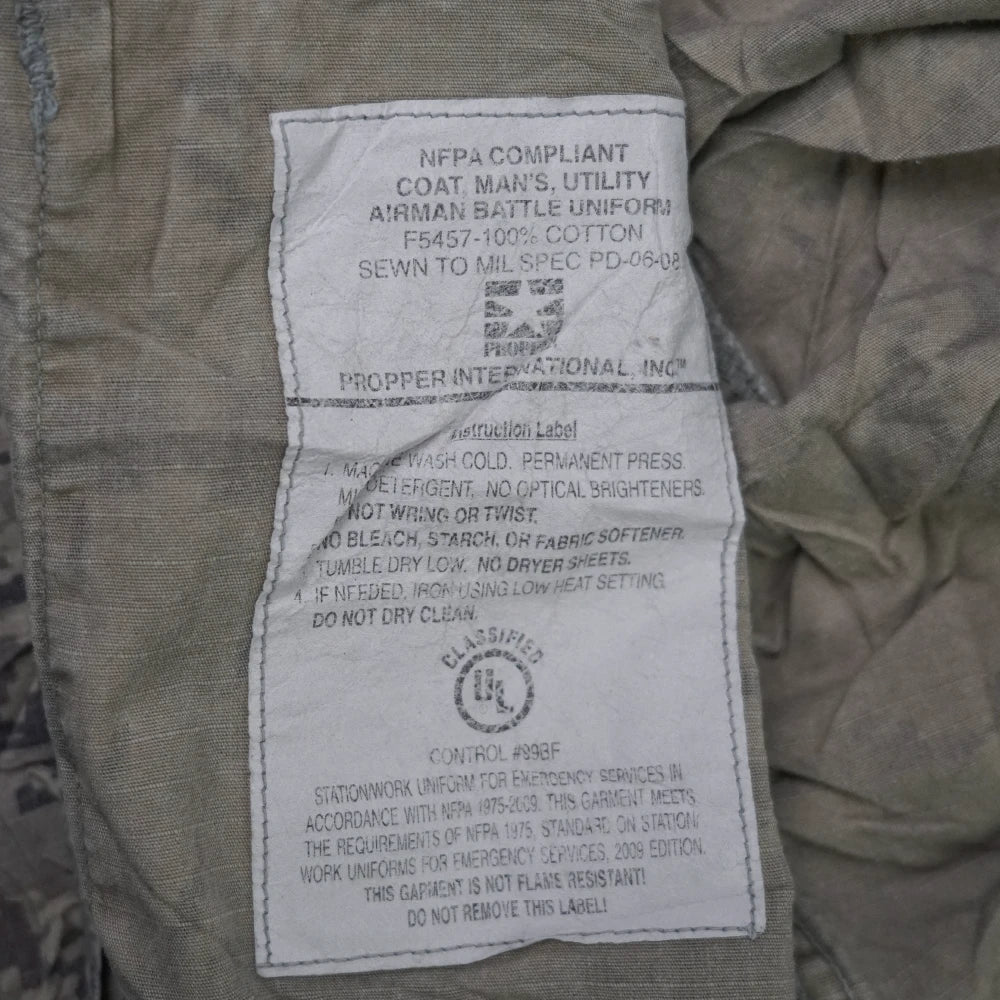 NFPA COMPLIANT
COAT, MAN'S, UTILITY
AIRMAN BATTLE UNIFORM
F5457-100% COTTON
SEWN TO MIL SPEC PD-06-08
PROPPER INTERNATIONAL, INC™
Label
1. WASH COLD. PERMANENT PRESS.
DETERGENT, NO OPTICAL BRIGHTENERS.
NOT WRING OR TWIST.
NO BLEACH, STARCH, OR FABRIC SOFTENER.
TUMBLE DRY LOW. NO DRYER SHEETS.
4. IF NEEDED, IRON USING LOW HEAT SETTING.
DO NOT DRY CLEAN.
CLASSIFIED
UL
CONTROL #99BF
STATION/WORK UNIFORM FOR EMERGENCY SERVICES IN
ACCORDANCE WITH NFPA 1975-2009. THIS GARMENT MEETS
THE REQUIREMENTS OF NFPA 1975, STANDARD ON STATION/
WORK UNIFORMS FOR EMERGENCY SERVICES, 2009 EDITION.
THIS GARMENT IS NOT FLAME RESISTANT!
DO NOT REMOVE THIS LABEL!